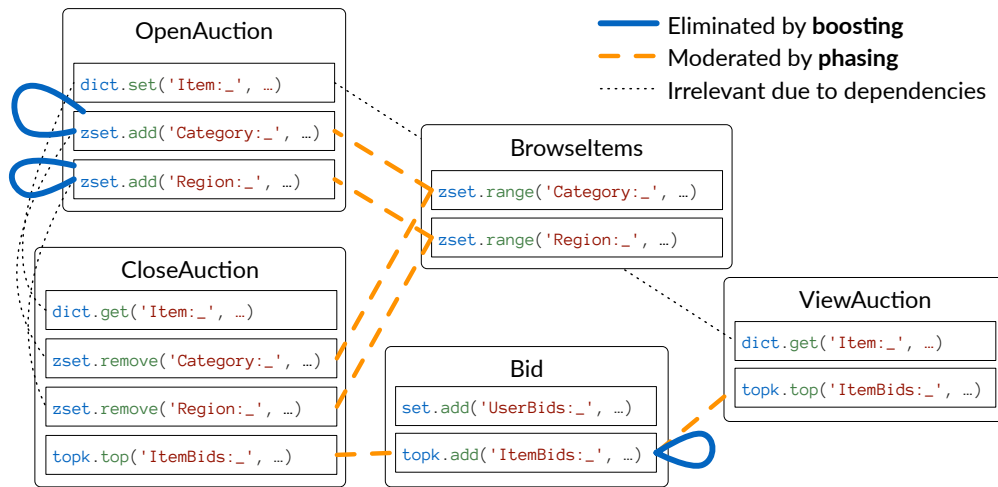 OpenAuction
dict.set('Item:_', …)
zset.add('Category:_', …)
zset.add('Region:_', …)
Eliminated by boosting
Moderated by phasing
Irrelevant due to dependencies
BrowseItems
zset.range('Category:_', …)
zset.range('Region:_', …)
CloseAuction
dict.get('Item:_', …)
zset.remove('Category:_', …)
zset.remove('Region:_', …)
topk.top('ItemBids:_', …)
Bid
set.add('UserBids:_', …)
topk.add('ItemBids:_', …)
ViewAuction
dict.get('Item:_', …)
topk.top('ItemBids:_', …)